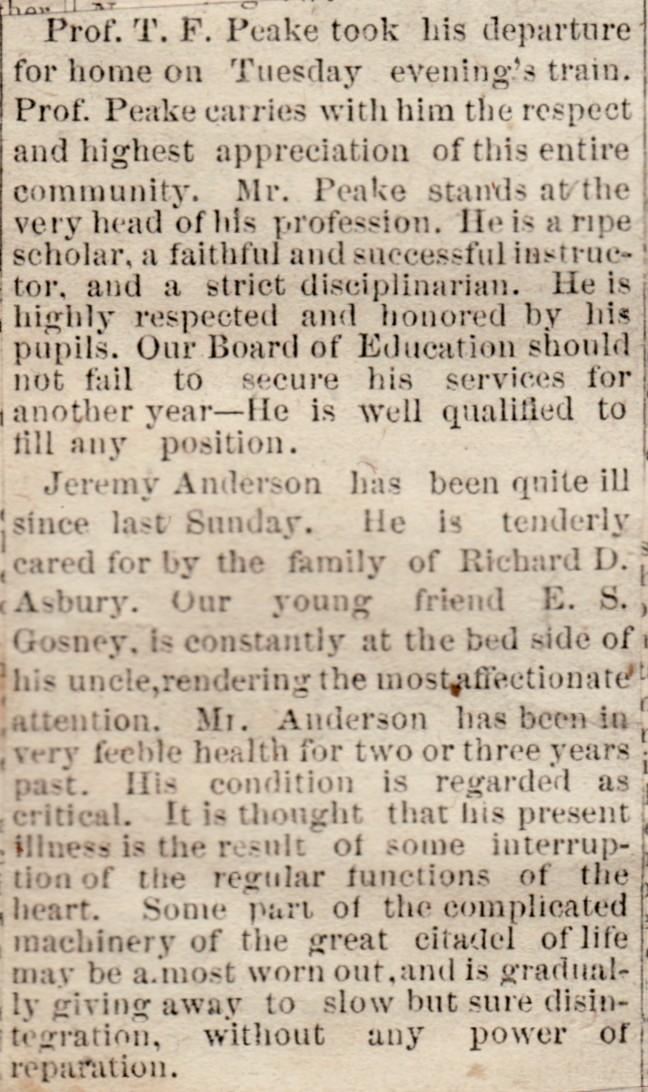 Prof. T. F. Peake took his departure
for home on Tuesday evening's train.
Prof. Peake carries with him the respect
and highest appreciation of this entire
community. Mr. Peake stands at the
very head of his profession. He is a ripe
scholar, a faithful and successful instruc-
tor, and a strict disciplinarian. He is
highly respected and honored by his
pupils. Our Board of Education should
not fail to secure his services for
another year—He is well qualified to
fill any position.
Jeremy Anderson has been quite ill
since last Sunday. He is tenderly
cared for by the family of Richard D.
Asbury. Our young friend E. S.
Gosney, is constantly at the bed side of
his uncle,rendering the most affectionate
attention. Mr. Anderson has been in
very feeble health for two or three years
past. His condition is regarded as
critical. It is thought that his present
illness is the result of some interrup-
tion of the regular functions of the
heart. Some part of the complicated
machinery of the great citadel of life
may be a.most worn out,and is gradual-
ly giving away to slow but sure disin-
tegration, without any power of
reparation.